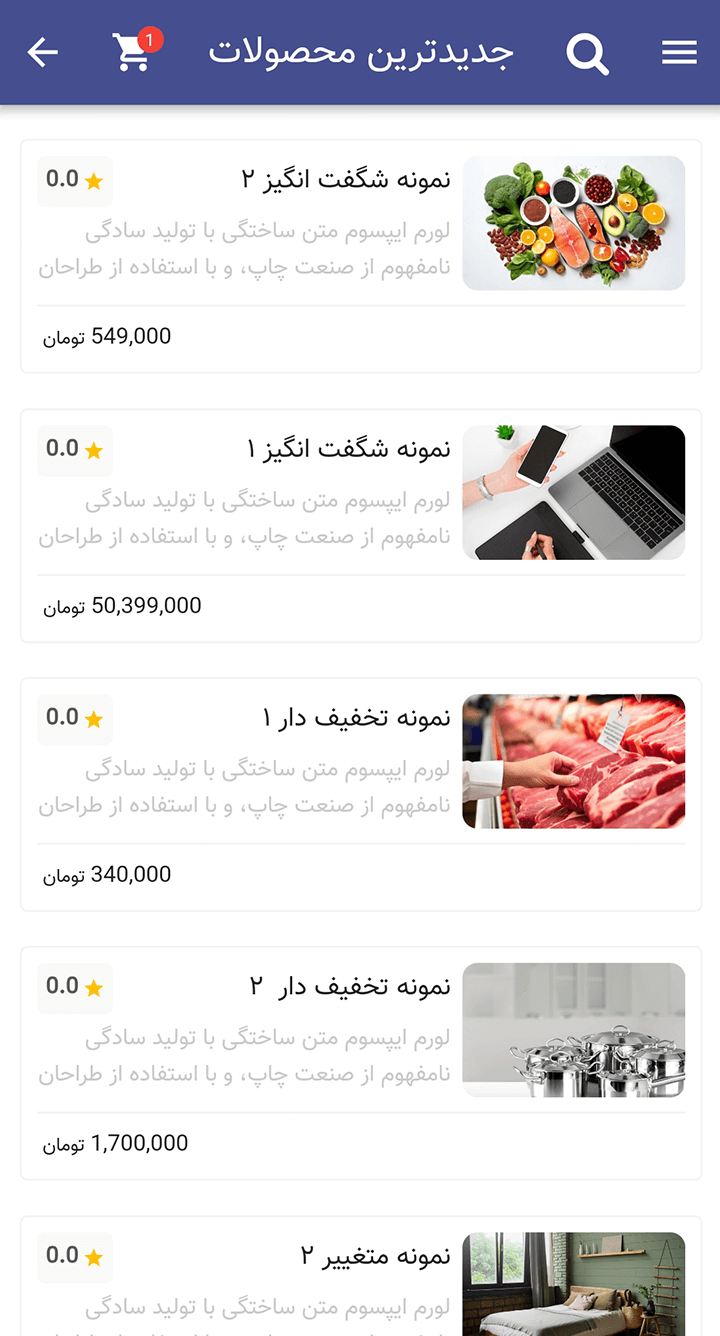 جدیدترین محصولات
1
نمونه شگفت انگیز ۲
0.0
لورم ایپسوم متن ساختگی با تولید سادگی
نامفهوم از صنعت چاپ، و با استفاده از طراحان
549,000 تومان
نمونه شگفت انگیز ۱
0.0
لورم ایپسوم متن ساختگی با تولید سادگی
نامفهوم از صنعت چاپ، و با استفاده از طراحان
50,399,000 تومان
نمونه تخفیف دار ۱
0.0
لورم ایپسوم متن ساختگی با تولید سادگی
نامفهوم از صنعت چاپ، و با استفاده از طراحان
340,000 تومان
نمونه تخفیف دار ۲
0.0
لورم ایپسوم متن ساختگی با تولید سادگی
نامفهوم از صنعت چاپ، و با استفاده از طراحان
1,700,000 تومان
نمونه متغییر ۲
0.0
لورم ایپسوم متن ساختگی با تولید سادگی